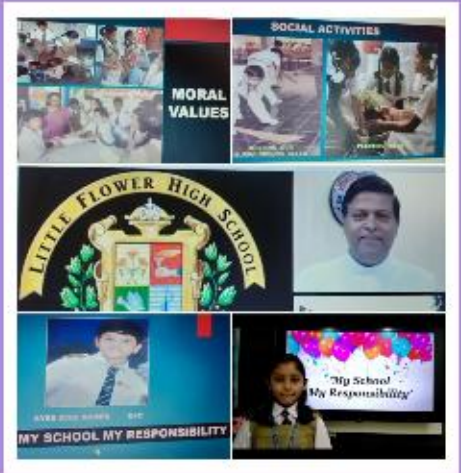 MORAL
VALUES
SOCIAL ACTIVITIES
LITTLE FLOWER HIGH SCHOOL
MY SCHOOL MY RESPONSIBILITY
"My School
My Responsibility"